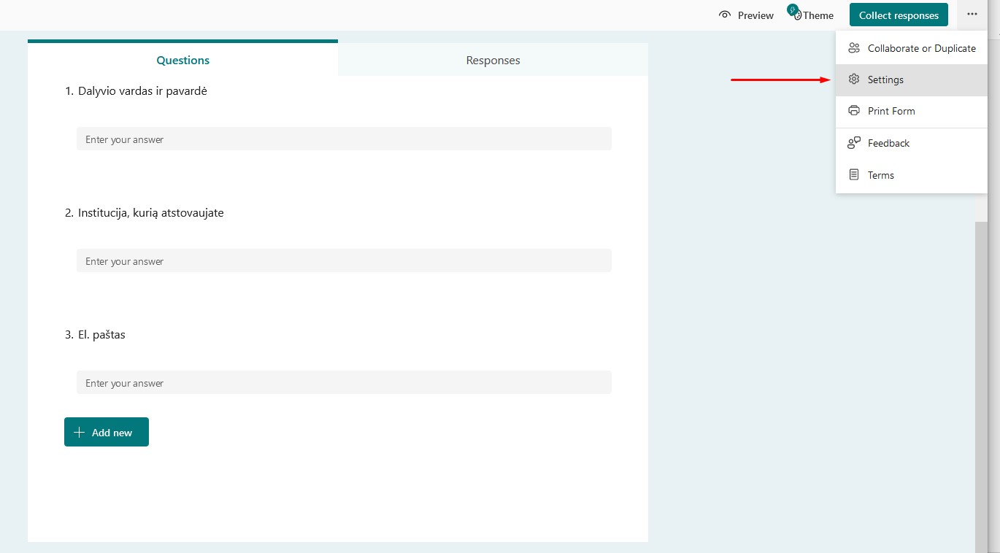 Preview
Theme
Collect responses
Collaborate or Duplicate
Settings
Print Form
Feedback
Terms
Questions
Responses
1. Dalyvio vardas ir pavardė
Enter your answer
2. Institucija, kurią atstovaujate
Enter your answer
3. El. paštas
Enter your answer
Add new